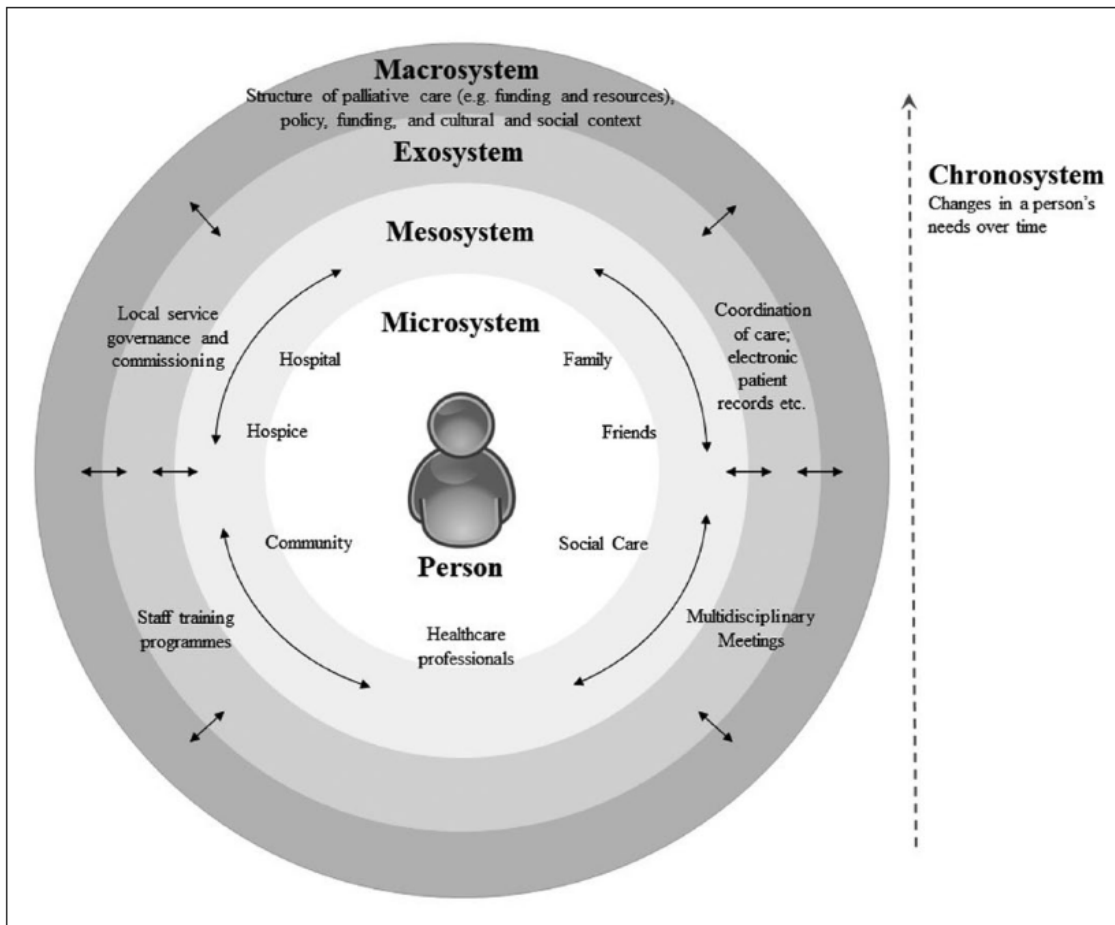 Macrosystem
Structure of palliative care (e.g. funding and resources),
policy, funding, and cultural and social context
Exosystem
Mesosystem
Microsystem
Local service
governance and
commissioning
Hospital
Hospice
Community
Family
Friends
Social Care
Coordination
of care;
electronic
patient
records etc.
Person
Healthcare
professionals
Staff training
programmes
Multidisciplinary
Meetings
Chronosystem
Changes in a person's
needs over time